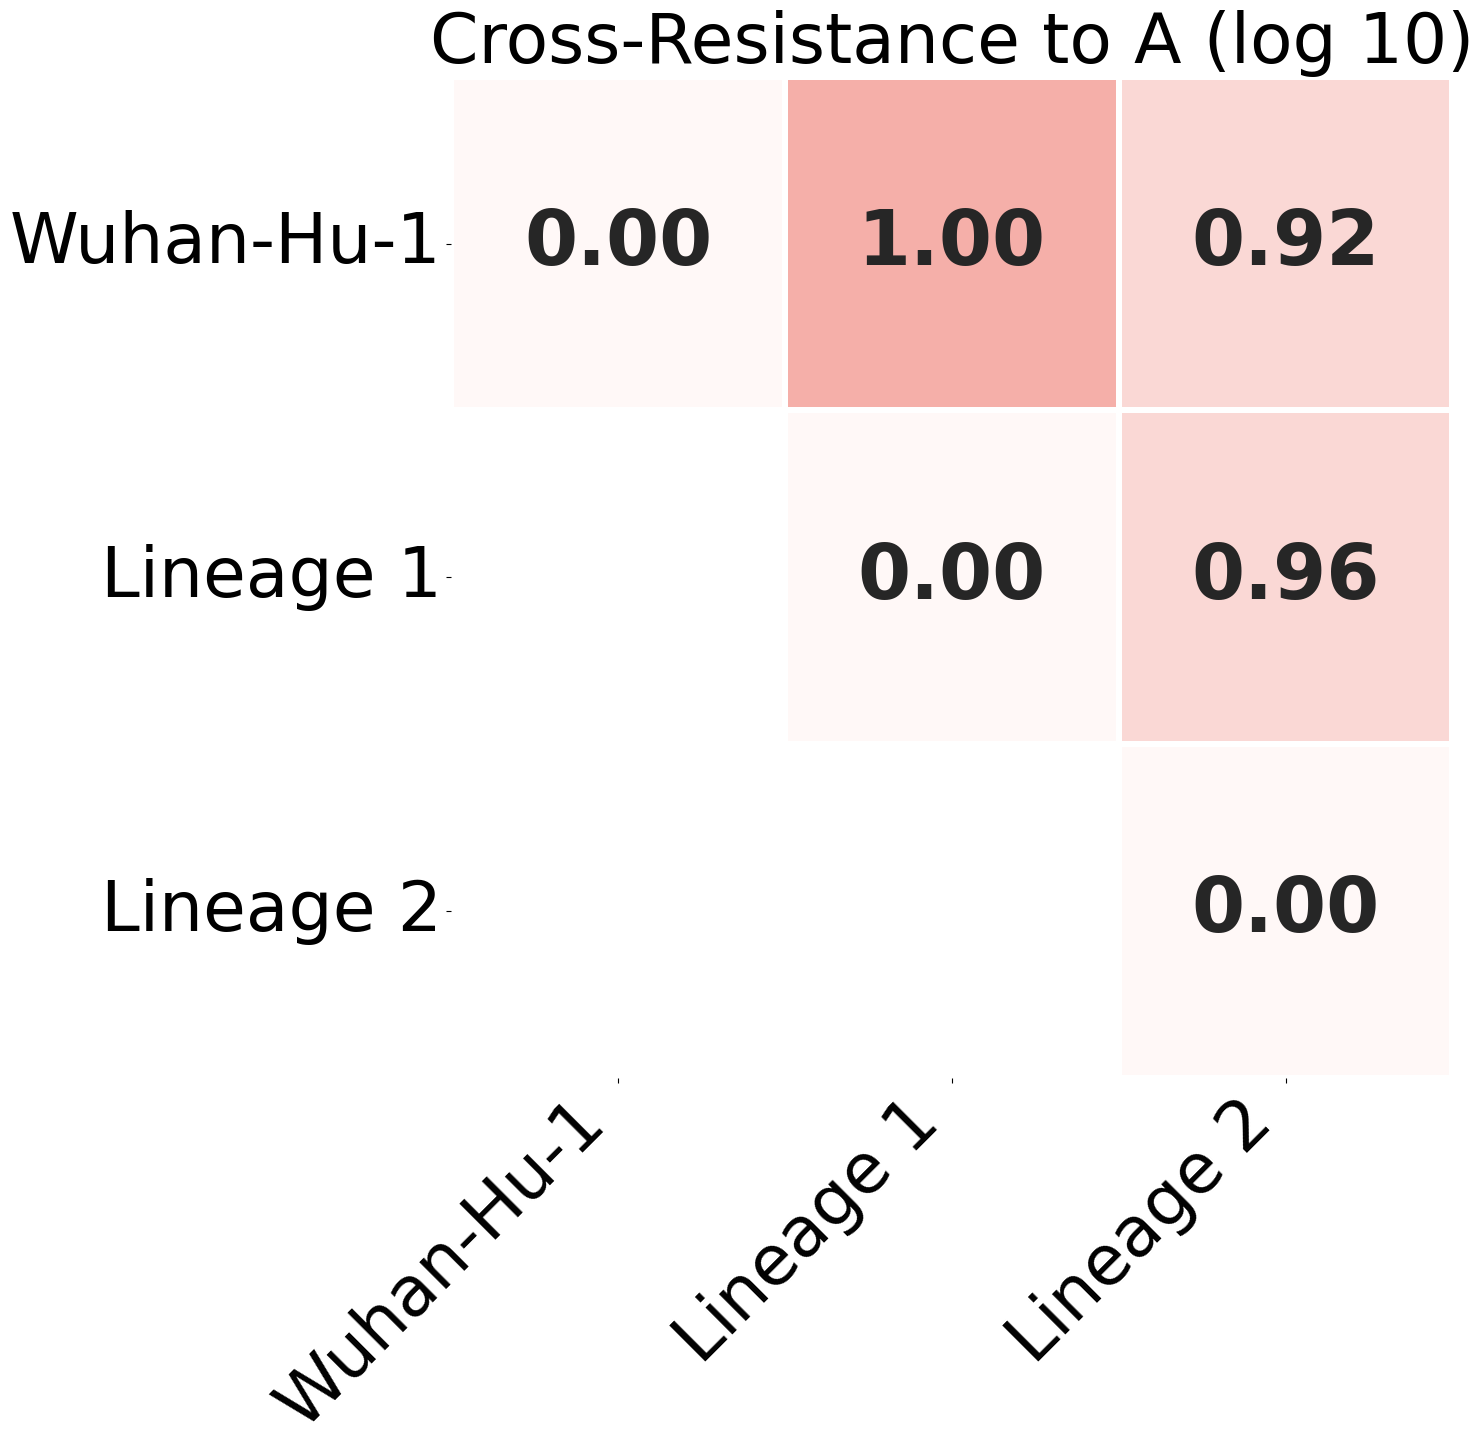 Cross-Resistance to A (log 10)
Wuhan-Hu-1 0.00 1.00 0.92
Lineage 1 0.00 0.96
Lineage 2 0.00
Wuhan-Hu-1 Lineage 1 Lineage 2